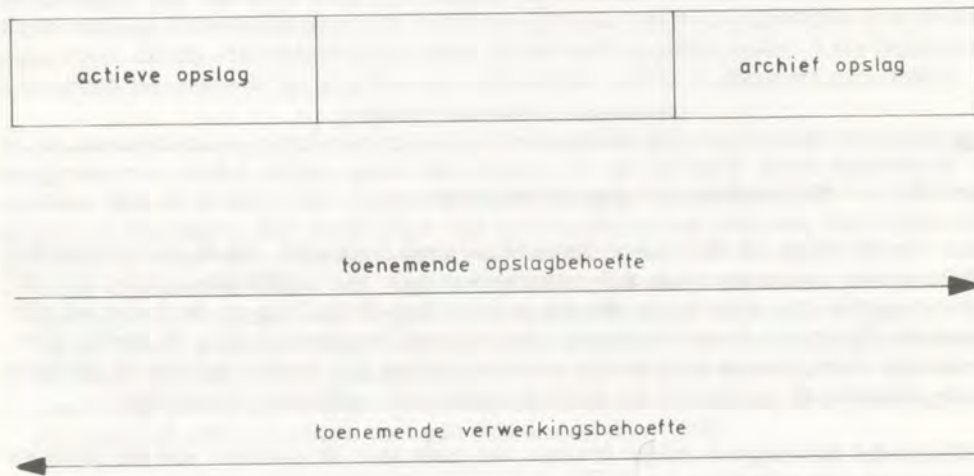 actieve opslag
archief opslag
toenemende opslagbehoefte
toenemende verwerkingsbehoefte